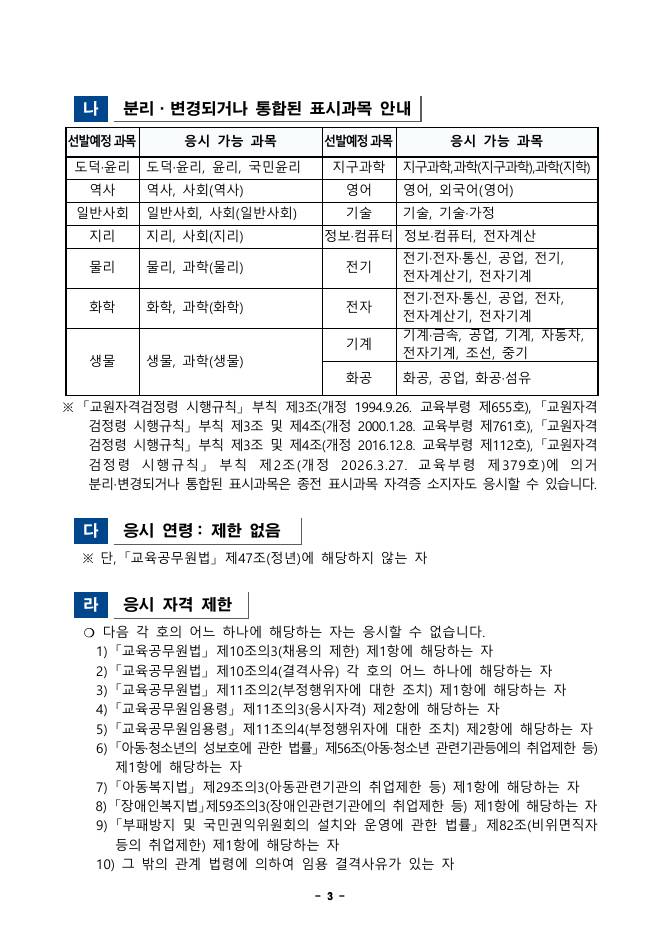 나 분리·변경되거나 통합된 표시과목 안내
선발예정 과목 응시 가능 과목 선발예정 과목 응시 가능 과목
도덕·윤리 도덕·윤리, 윤리, 국민윤리 지구과학 지구과학,과학(지구과학),과학(지학)
역사 역사, 사회(역사) 영어 영어, 외국어(영어)
일반사회 일반사회, 사회(일반사회) 기술 기술, 기술·가정
지리 지리, 사회(지리) 정보·컴퓨터 정보·컴퓨터, 전자계산
물리 물리, 과학(물리) 전기 전기·전자·통신, 공업, 전기,
전자계산기, 전자기계
화학 화학, 과학(화학) 전자 전기·전자·통신, 공업, 전자,
전자계산기, 전자기계
생물 생물, 과학(생물) 기계 기계·금속, 공업, 기계, 자동차,
전자기계, 조선, 중기
화공 화공, 공업, 화공·섬유
※ 「교원자격검정령 시행규칙」 부칙 제3조(개정 1994.9.26. 교육부령 제655호), 「교원자격
검정령 시행규칙」 부칙 제3조 및 제4조(개정 2000.1.28. 교육부령 제761호), 「교원자격
검정령 시행규칙」 부칙 제3조 및 제4조(개정 2016.12.8. 교육부령 제112호), 「교원자격
검정령 시행규칙」 부칙 제2조(개정 2026.3.27. 교육부령 제379호)에 의거
분리·변경되거나 통합된 표시과목은 종전 표시과목 자격증 소지자도 응시할 수 있습니다.
다 응시 연령 : 제한 없음
※ 단, 「교육공무원법」 제47조(정년)에 해당하지 않는 자
라 응시 자격 제한
❍ 다음 각 호의 어느 하나에 해당하는 자는 응시할 수 없습니다.
1) 「교육공무원법」 제10조의3(채용의 제한) 제1항에 해당하는 자
2) 「교육공무원법」 제10조의4(결격사유) 각 호의 어느 하나에 해당하는 자
3) 「교육공무원법」 제11조의2(부정행위자에 대한 조치) 제1항에 해당하는 자
4) 「교육공무원임용령」 제11조의3(응시자격) 제2항에 해당하는 자
5) 「교육공무원임용령」 제11조의4(부정행위자에 대한 조치) 제2항에 해당하는 자
6) 「아동·청소년의 성보호에 관한 법률」 제56조(아동·청소년 관련기관등에의 취업제한 등)
제1항에 해당하는 자
7) 「아동복지법」 제29조의3(아동관련기관의 취업제한 등) 제1항에 해당하는 자
8) 「장애인복지법」 제59조의3(장애인관련기관에의 취업제한 등) 제1항에 해당하는 자
9) 「부패방지 및 국민권익위원회의 설치와 운영에 관한 법률」 제82조(비위면직자
등의 취업제한) 제1항에 해당하는 자
10) 그 밖의 관계 법령에 의하여 임용 결격사유가 있는 자
- 3 -